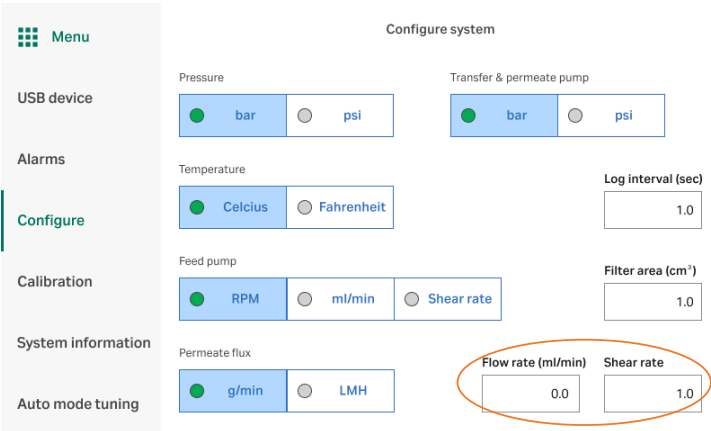 Menu
Configure system
USB device
Alarms
Configure
Calibration
System information
Auto mode tuning
Pressure
bar psi
Transfer & permeate pump
bar psi
Temperature
Celcius Fahrenheit
Log interval (sec)
1.0
Feed pump
RPM ml/min Shear rate
Filter area (cm³)
1.0
Permeate flux
g/min LMH
Flow rate (ml/min)
0.0
Shear rate
1.0